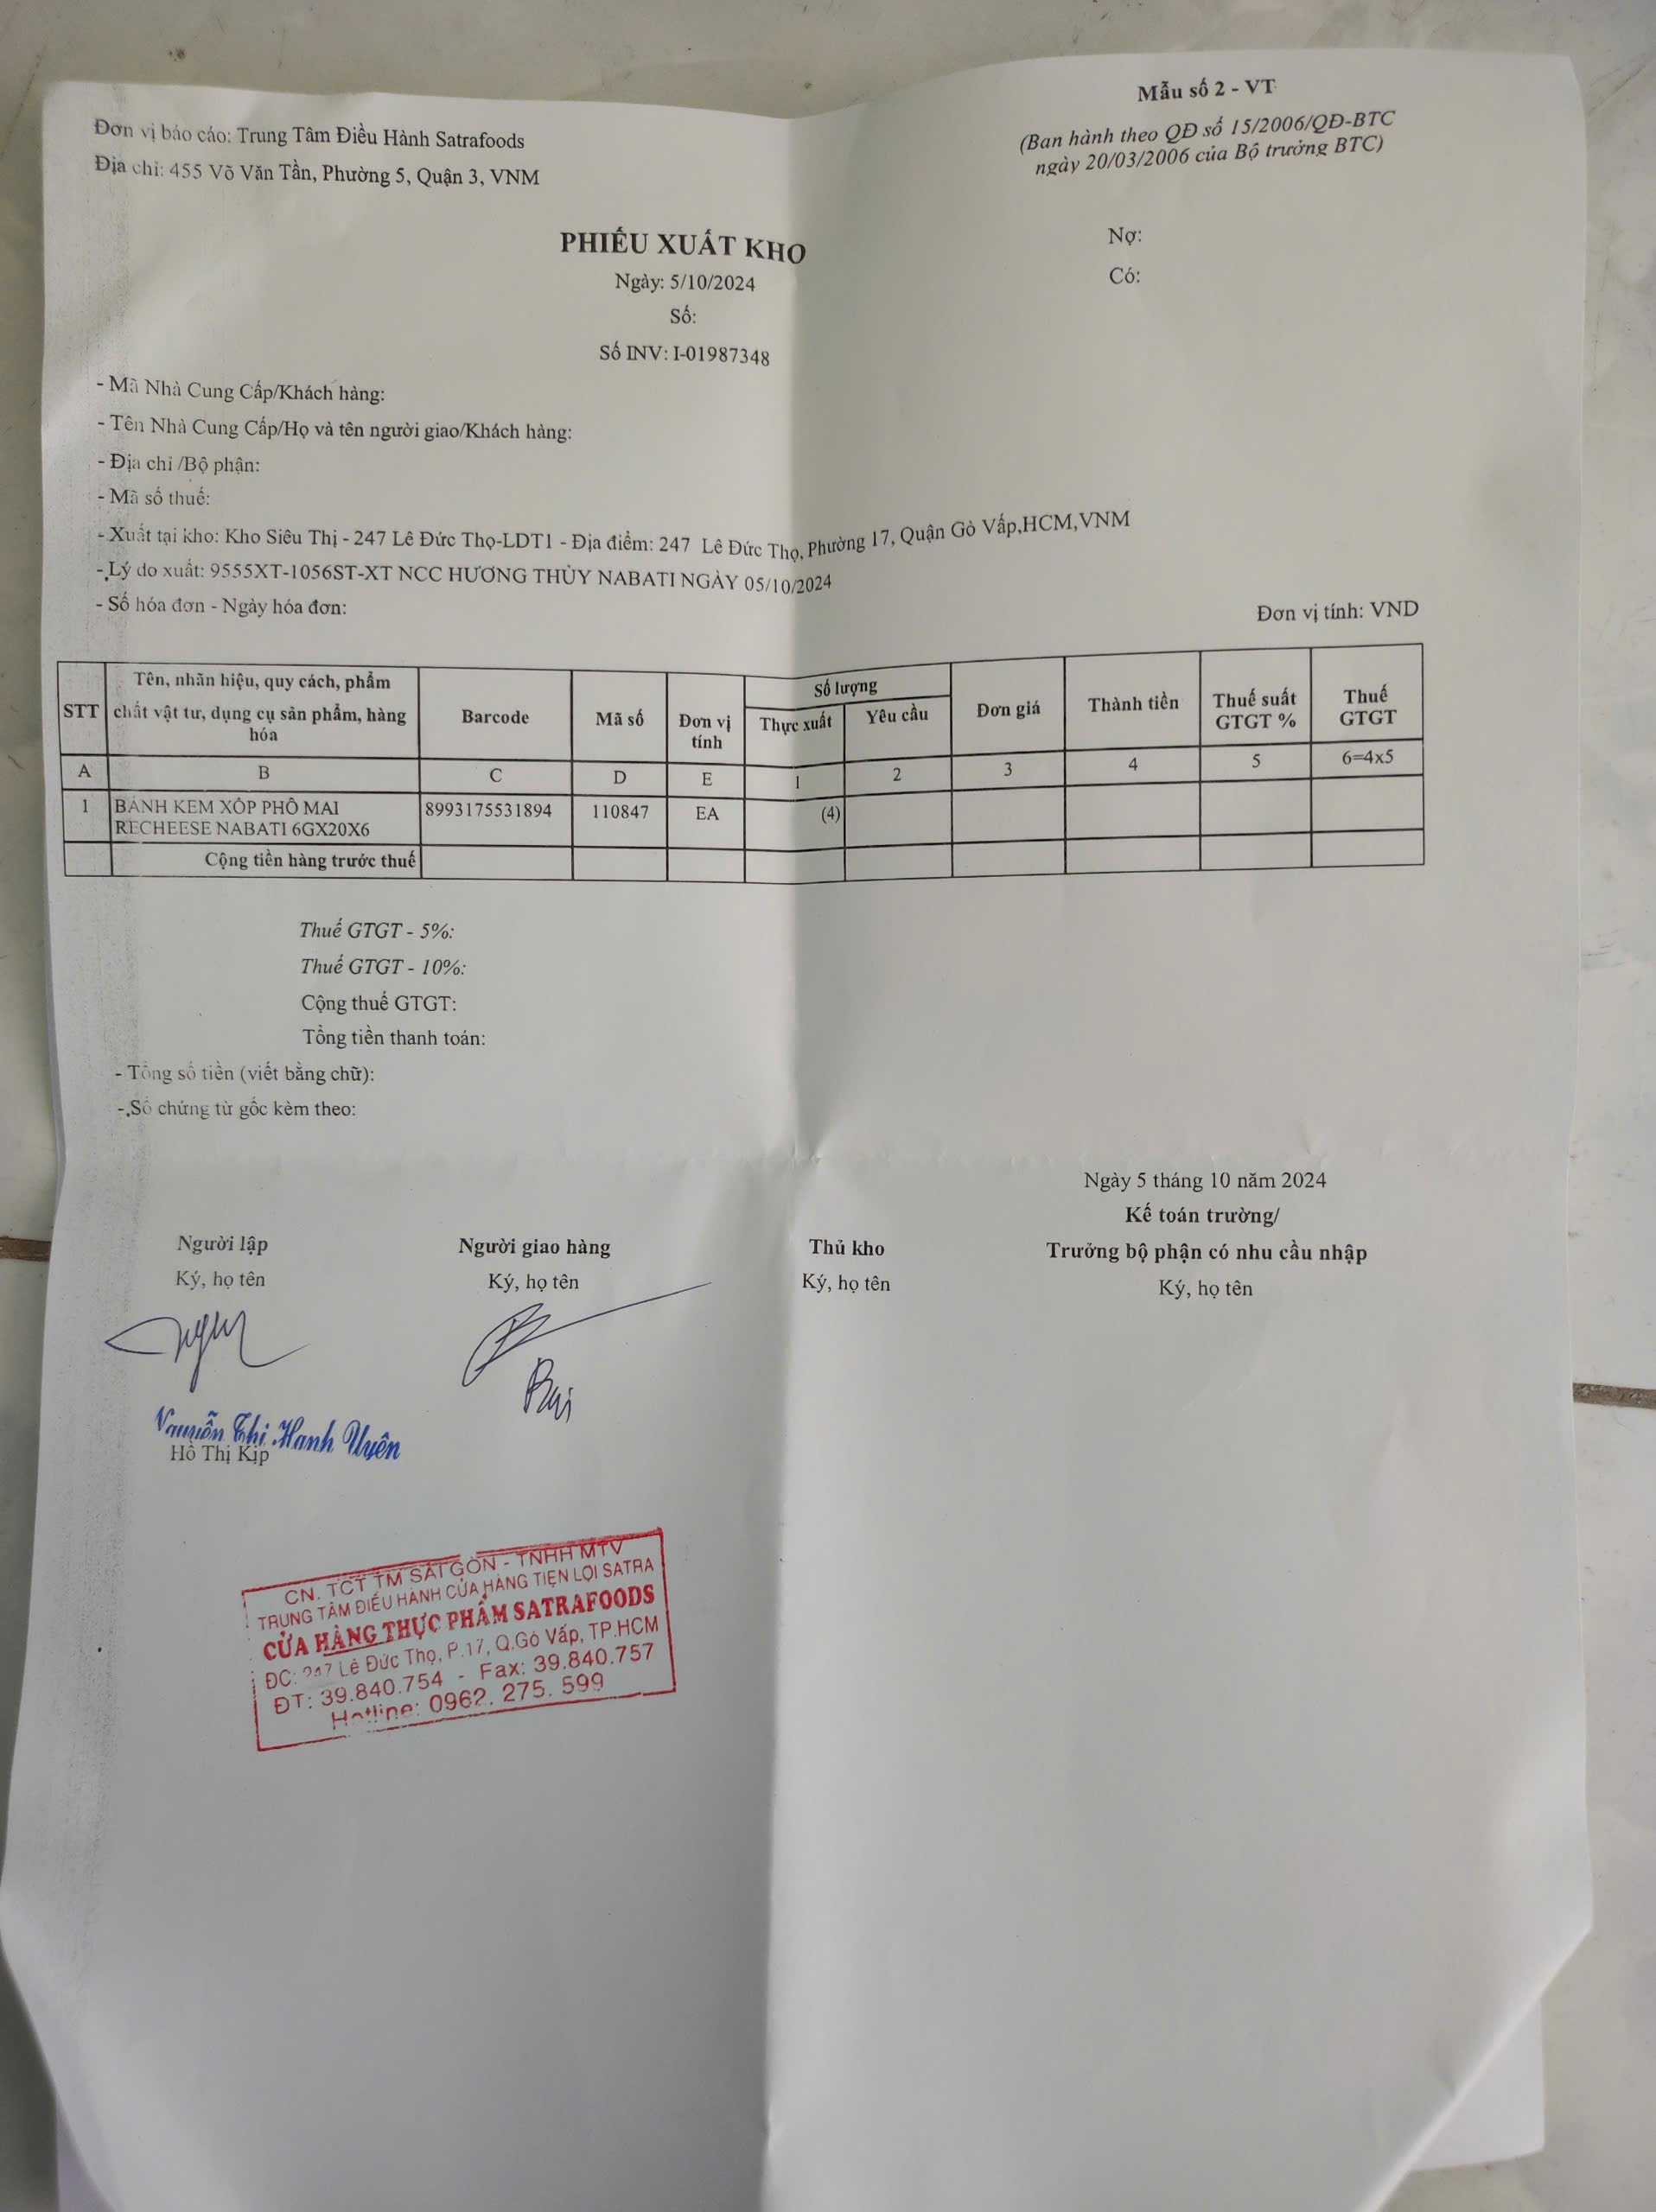 Mẫu số 2 - VT
Đơn vị báo cáo: Trung Tâm Điều Hành Satrafoods
(Ban hành theo QĐ số 15/2006/QĐ-BTC
Địa chỉ: 455 Võ Văn Tần, Phường 5, Quận 3, VNM
ngày 20/03/2006 của Bộ trưởng BTC)
PHIẾU XUẤT KHO
Nợ:
Ngày: 5/10/2024
Có:
Số:
Số INV: I-01987348
- Mã Nhà Cung Cấp/Khách hàng:
- Tên Nhà Cung Cấp/Họ và tên người giao/Khách hàng:
- Địa chỉ /Bộ phận:
- Mã số thuế:
- Xuất tại kho: Kho Siêu Thị - 247 Lê Đức Thọ-LDT1 - Địa điểm: 247 Lê Đức Thọ, Phường 17, Quận Gò Vấp,HCM,VNM
- Lý do xuất: 9555XT-1056ST-XT NCC HƯƠNG THỦY NABATI NGÀY 05/10/2024
- Số hóa đơn - Ngày hóa đơn:
Đơn vị tính: VND
STT Tên, nhãn hiệu, quy cách, phẩm chất vật tư, dụng cụ sản phẩm, hàng hóa Barcode Mã số Đơn vị tính Số lượng Thực xuất Yêu cầu Đơn giá Thành tiền Thuế suất GTGT % Thuế GTGT
A B C D E 1 2 3 4 5 6=4x5
1 BÁNH KEM XỐP PHÔ MAI 8993175531894 110847 EA (4)
RECHEESE NABATI 6GX20X6
Cộng tiền hàng trước thuế
Thuế GTGT - 5%:
Thuế GTGT - 10%:
Cộng thuế GTGT:
Tổng tiền thanh toán:
- Tổng số tiền (viết bằng chữ):
- Số chứng từ gốc kèm theo:
Ngày 5 tháng 10 năm 2024
Người lập Người giao hàng Thủ kho Kế toán trường/
Trưởng bộ phận có nhu cầu nhập
Ký, họ tên Ký, họ tên Ký, họ tên Ký, họ tên
Nguyễn Thị Hạnh Uyên
Hồ Thị Kịp
CN. TCT TM SÀI GÒN - TNHH MTV
TRUNG TÂM ĐIỀU HÀNH CỬA HÀNG TIỆN LỢI SATRA
CỬA HÀNG THỰC PHẨM SATRAFOODS
ĐC: 247 Lê Đức Thọ, P.17, Q.Gò Vấp, TP.HCM
ĐT: 39.840.754 - Fax: 39.840.757
Hotline: 0962. 275. 599